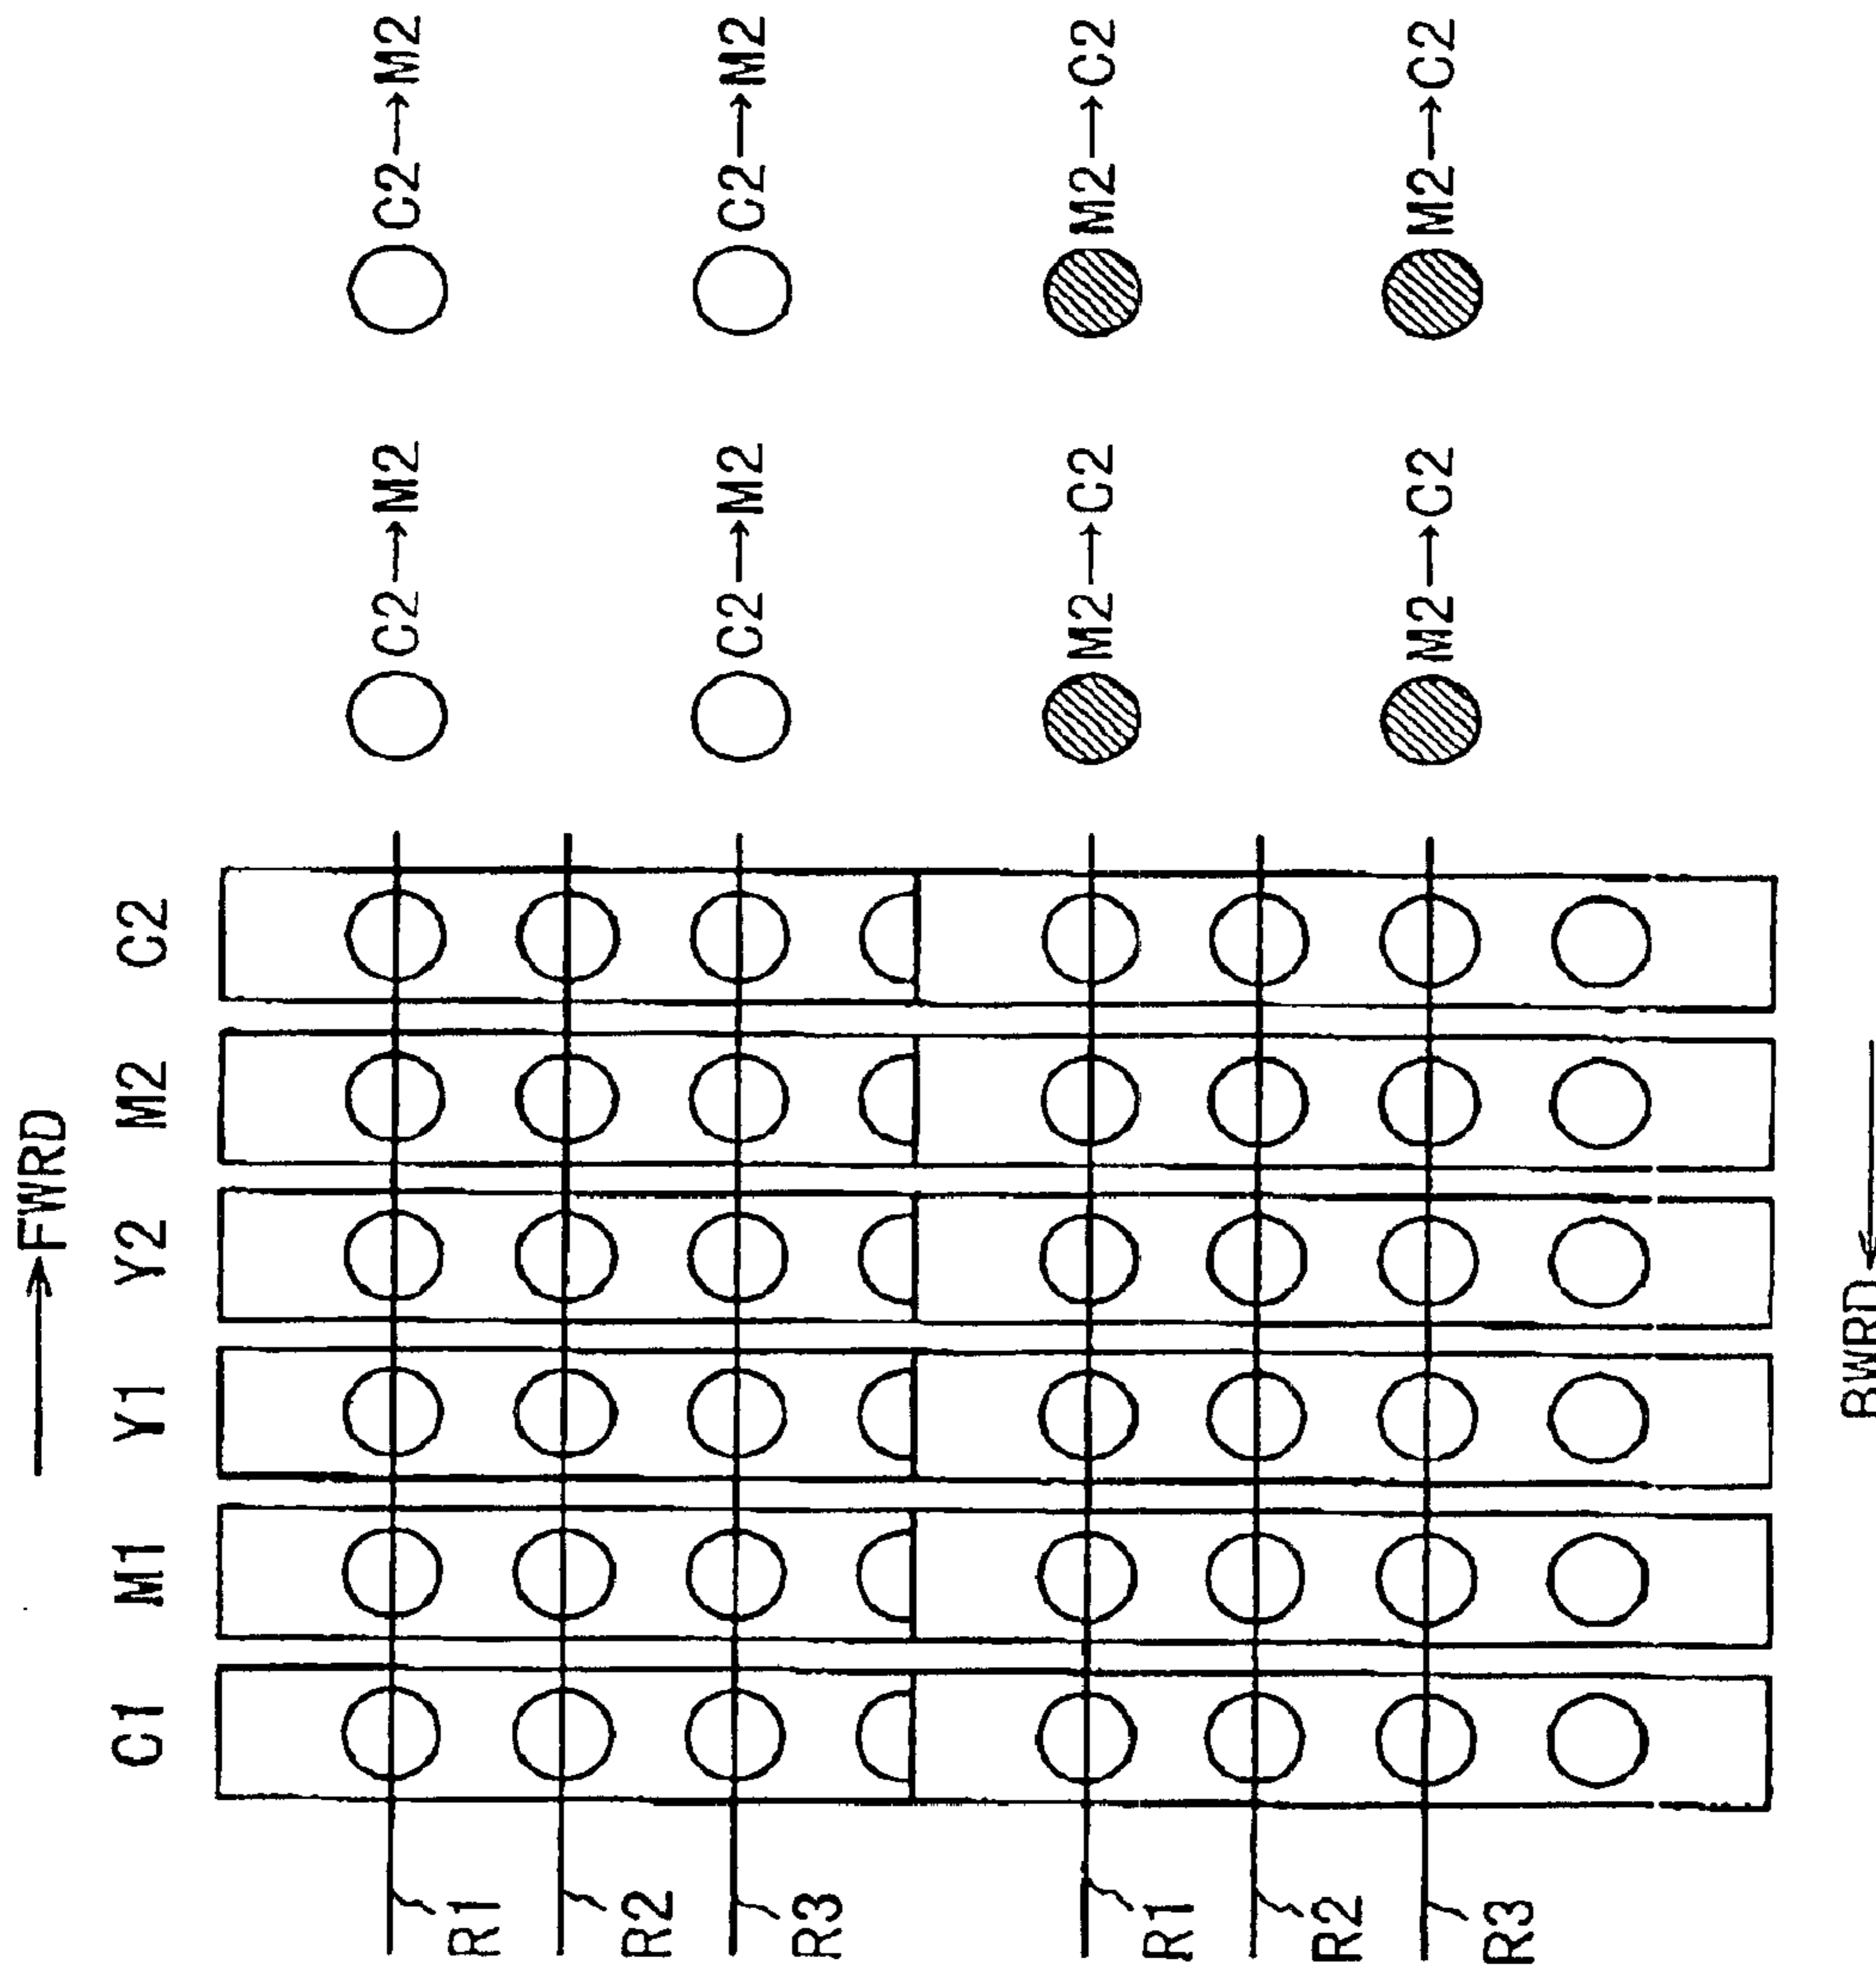 →FWRD
C1 M1 Y1 Y2 M2 C2
R1 C2→M2 C2→M2
R2
R3 C2→M2 C2→M2
R1 M2→C2 M2→C2
R2
R3 M2→C2 M2→C2
BWRD←